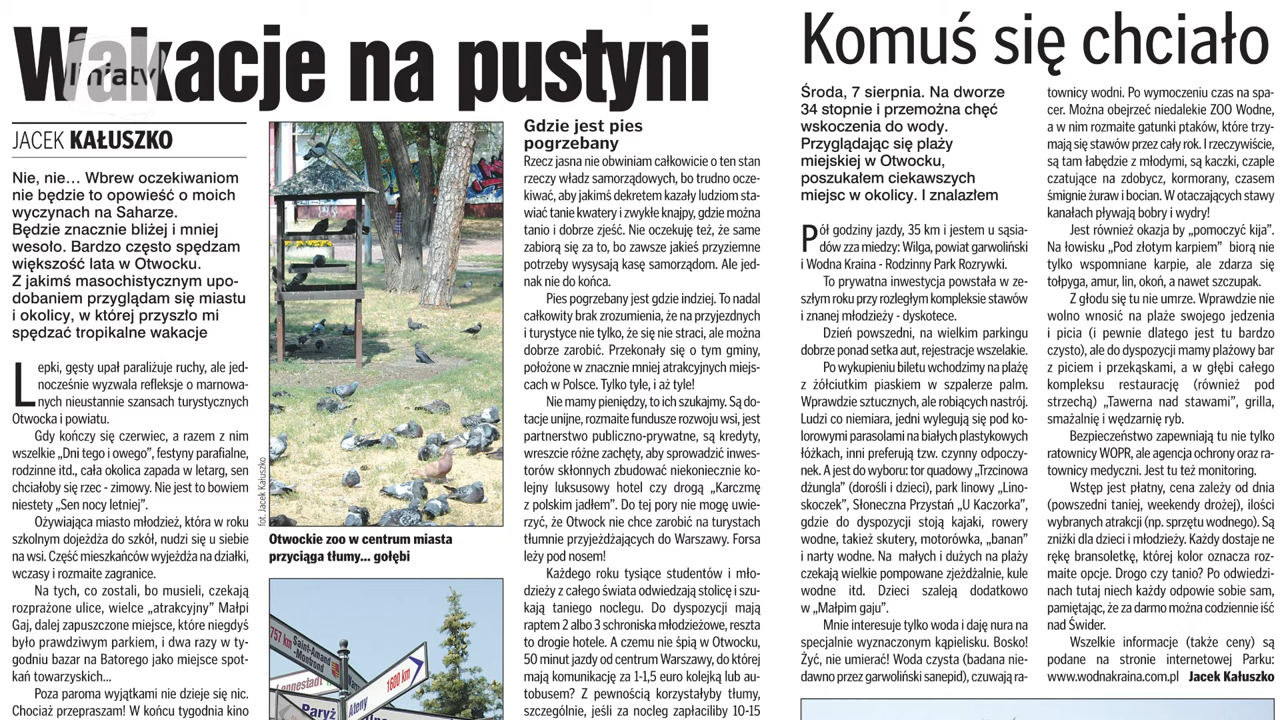 Wakacje na pustyni
linia tv
JACEK KAŁUSZKO
Nie, nie… Wbrew oczekiwaniom
nie będzie to opowieść o moich
wyczynach na Saharze.
Będzie znacznie bliżej i mniej
wesoło. Bardzo często spędzam
większość lata w Otwocku.
Z jakimś masochistycznym upo-
dobaniem przyglądam się miastu
i okolicy, w której przyszło mi
spędzać tropikalne wakacje
Lepki, gęsty upał paraliżuje ruchy, ale jed-
nocześnie wyzwala refleksje o marnowa-
nych nieustannie szansach turystycznych
Otwocka i powiatu.
Gdy kończy się czerwiec, a razem z nim
wszelkie „Dni tego i owego”, festyny parafialne,
rodzinne itd., cała okolica zapada w letarg, sen
chciałoby się rzec - zimowy. Nie jest to bowiem
niestety „Sen nocy letniej”.
Ożywiająca miasto młodzież, która w roku
szkolnym dojeżdża do szkół, nudzi się u siebie
na wsi. Część mieszkańców wyjeżdża na działki,
wczasy i rozmaite zagranice.
Na tych, co zostali, bo musieli, czekają
rozprażone ulice, wielce „atrakcyjny” Małpi
Gaj, dalej zapuszczone miejsce, które niegdyś
było prawdziwym parkiem, i dwa razy w ty-
godniu bazar na Batorego jako miejsce spot-
kań towarzyskich...
Poza paroma wyjątkami nie dzieje się nic.
Chociaż przepraszam! W końcu tygodnia kino
fot. Jacek Kałuszko
Otwockie zoo w centrum miasta
przyciąga tłumy... gołębi
757 km
Saint-Amand
-Montrond
Lennestadt
Paryż
Ateny
1600 km
Gdzie jest pies
pogrzebany
Rzecz jasna nie obwiniam całkowicie o ten stan
rzeczy władz samorządowych, bo trudno ocze-
kiwać, aby jakimś dekretem kazały ludziom sta-
wiać tanie kwatery i zwykłe knajpy, gdzie można
tanio i dobrze zjeść. Nie oczekuję też, że same
zabiorą się za to, bo zawsze jakieś przyziemne
potrzeby wysysają kasę samorządom. Ale jed-
nak nie do końca.
Pies pogrzebany jest gdzie indziej. To nadal
całkowity brak zrozumienia, że na przyjezdnych
i turystyce nie tylko, że się nie straci, ale można
dobrze zarobić. Przekonały się o tym gminy,
położone w znacznie mniej atrakcyjnych miejs-
cach w Polsce. Tylko tyle, i aż tyle!
Nie mamy pieniędzy, to ich szukajmy. Są do-
tacje unijne, rozmaite fundusze rozwoju wsi, jest
partnerstwo publiczno-prywatne, są kredyty,
wreszcie różne zachęty, aby sprowadzić inwes-
torów skłonnych zbudować niekoniecznie ko-
lejny luksusowy hotel czy drogą „Karczmę
z polskim jadłem”. Do tej pory nie mogę uwie-
rzyć, że Otwock nie chce zarobić na turystach
tłumnie przyjeżdżających do Warszawy. Forsa
leży pod nosem!
Każdego roku tysiące studentów i mło-
dzieży z całego świata odwiedzają stolicę i szu-
kają taniego noclegu. Do dyspozycji mają
raptem 2 albo 3 schroniska młodzieżowe, reszta
to drogie hotele. A czemu nie śpią w Otwocku,
50 minut jazdy od centrum Warszawy, do której
mają komunikację za 1-1,5 euro kolejką lub au-
tobusem? Z pewnością korzystałyby tłumy,
szczególnie, jeśli za nocleg zapłaciliby 10-15
Komuś się chciało
Środa, 7 sierpnia. Na dworze
34 stopnie i przemożna chęć
wskoczenia do wody.
Przyglądając się plaży
miejskiej w Otwocku,
poszukałem ciekawszych
miejsc w okolicy. I znalazłem
Pół godziny jazdy, 35 km i jestem u sąsia-
dów zza miedzy: Wilga, powiat garwoliński
i Wodna Kraina - Rodzinny Park Rozrywki.
To prywatna inwestycja powstała w ze-
szłym roku przy rozległym kompleksie stawów
i znanej młodzieży - dyskotece.
Dzień powszedni, na wielkim parkingu
dobrze ponad setka aut, rejestracje wszelakie.
Po wykupieniu biletu wchodzimy na plażę
z żółciutkim piaskiem w szpalerze palm.
Wprawdzie sztucznych, ale robiących nastrój.
Ludzi co niemiara, jedni wylegują się pod ko-
lorowymi parasolami na białych plastykowych
łóżkach, inni preferują tzw. czynny odpoczy-
nek. A jest do wyboru: tor quadowy „Trzcinowa
dżungla” (dorośli i dzieci), park linowy „Lino-
skoczek”, Słoneczna Przystań „U Kaczorka”,
gdzie do dyspozycji stoją kajaki, rowery
wodne, także skutery, motorówka, „banan”
i narty wodne. Na małych i dużych na plaży
czekają wielkie pompowane zjeżdżalnie, kule
wodne itd. Dzieci szaleją dodatkowo
w „Małpim gaju”.
Mnie interesuje tylko woda i daję nura na
specjalnie wyznaczonym kąpielisku. Bosko!
Żyć, nie umierać! Woda czysta (badana nie-
dawno przez garwoliński sanepid), czuwają ra-
townicy wodni. Po wymoczeniu czas na spa-
cer. Można obejrzeć niedalekie ZOO Wodne,
a w nim rozmaite gatunki ptaków, które trzy-
mają się stawów przez cały rok. I rzeczywiście,
są tam łabędzie z młodymi, są kaczki, czaple
czatujące na zdobycz, kormorany, czasem
śmignie żuraw i bocian. W otaczających stawy
kanałach pływają bobry i wydry!
Jest również okazja by „pomoczyć kija”.
Na łowisku „Pod złotym karpiem” biorą nie
tylko wspomniane karpie, ale zdarza się
tołpyga, amur, lin, okoń, a nawet szczupak.
Z głodu się tu nie umrze. Wprawdzie nie
wolno wnosić na plaże swojego jedzenia
i picia (i pewnie dlatego jest tu bardzo
czysto), ale do dyspozycji mamy plażowy bar
z piciem i przekąskami, a w głębi całego
kompleksu restaurację (również pod
strzechą) „Tawerna nad stawami”, grilla,
smażalnię i wędzarnię ryb.
Bezpieczeństwo zapewniają tu nie tylko
ratownicy WOPR, ale agencja ochrony oraz ra-
townicy medyczni. Jest tu też monitoring.
Wstęp jest płatny, cena zależy od dnia
(powszedni taniej, weekendy drożej), ilości
wybranych atrakcji (np. sprzętu wodnego). Są
zniżki dla dzieci i młodzieży. Każdy dostaje na
rękę bransoletkę, której kolor oznacza roz-
maite opcje. Drogo czy tanio? Po odwiedzi-
nach tutaj niech każdy odpowie sobie sam,
pamiętając, że za darmo można codziennie iść
nad Świder.
Wszelkie informacje (także ceny) są
podane na stronie internetowej Parku:
www.wodnakraina.com.pl Jacek Kałuszko